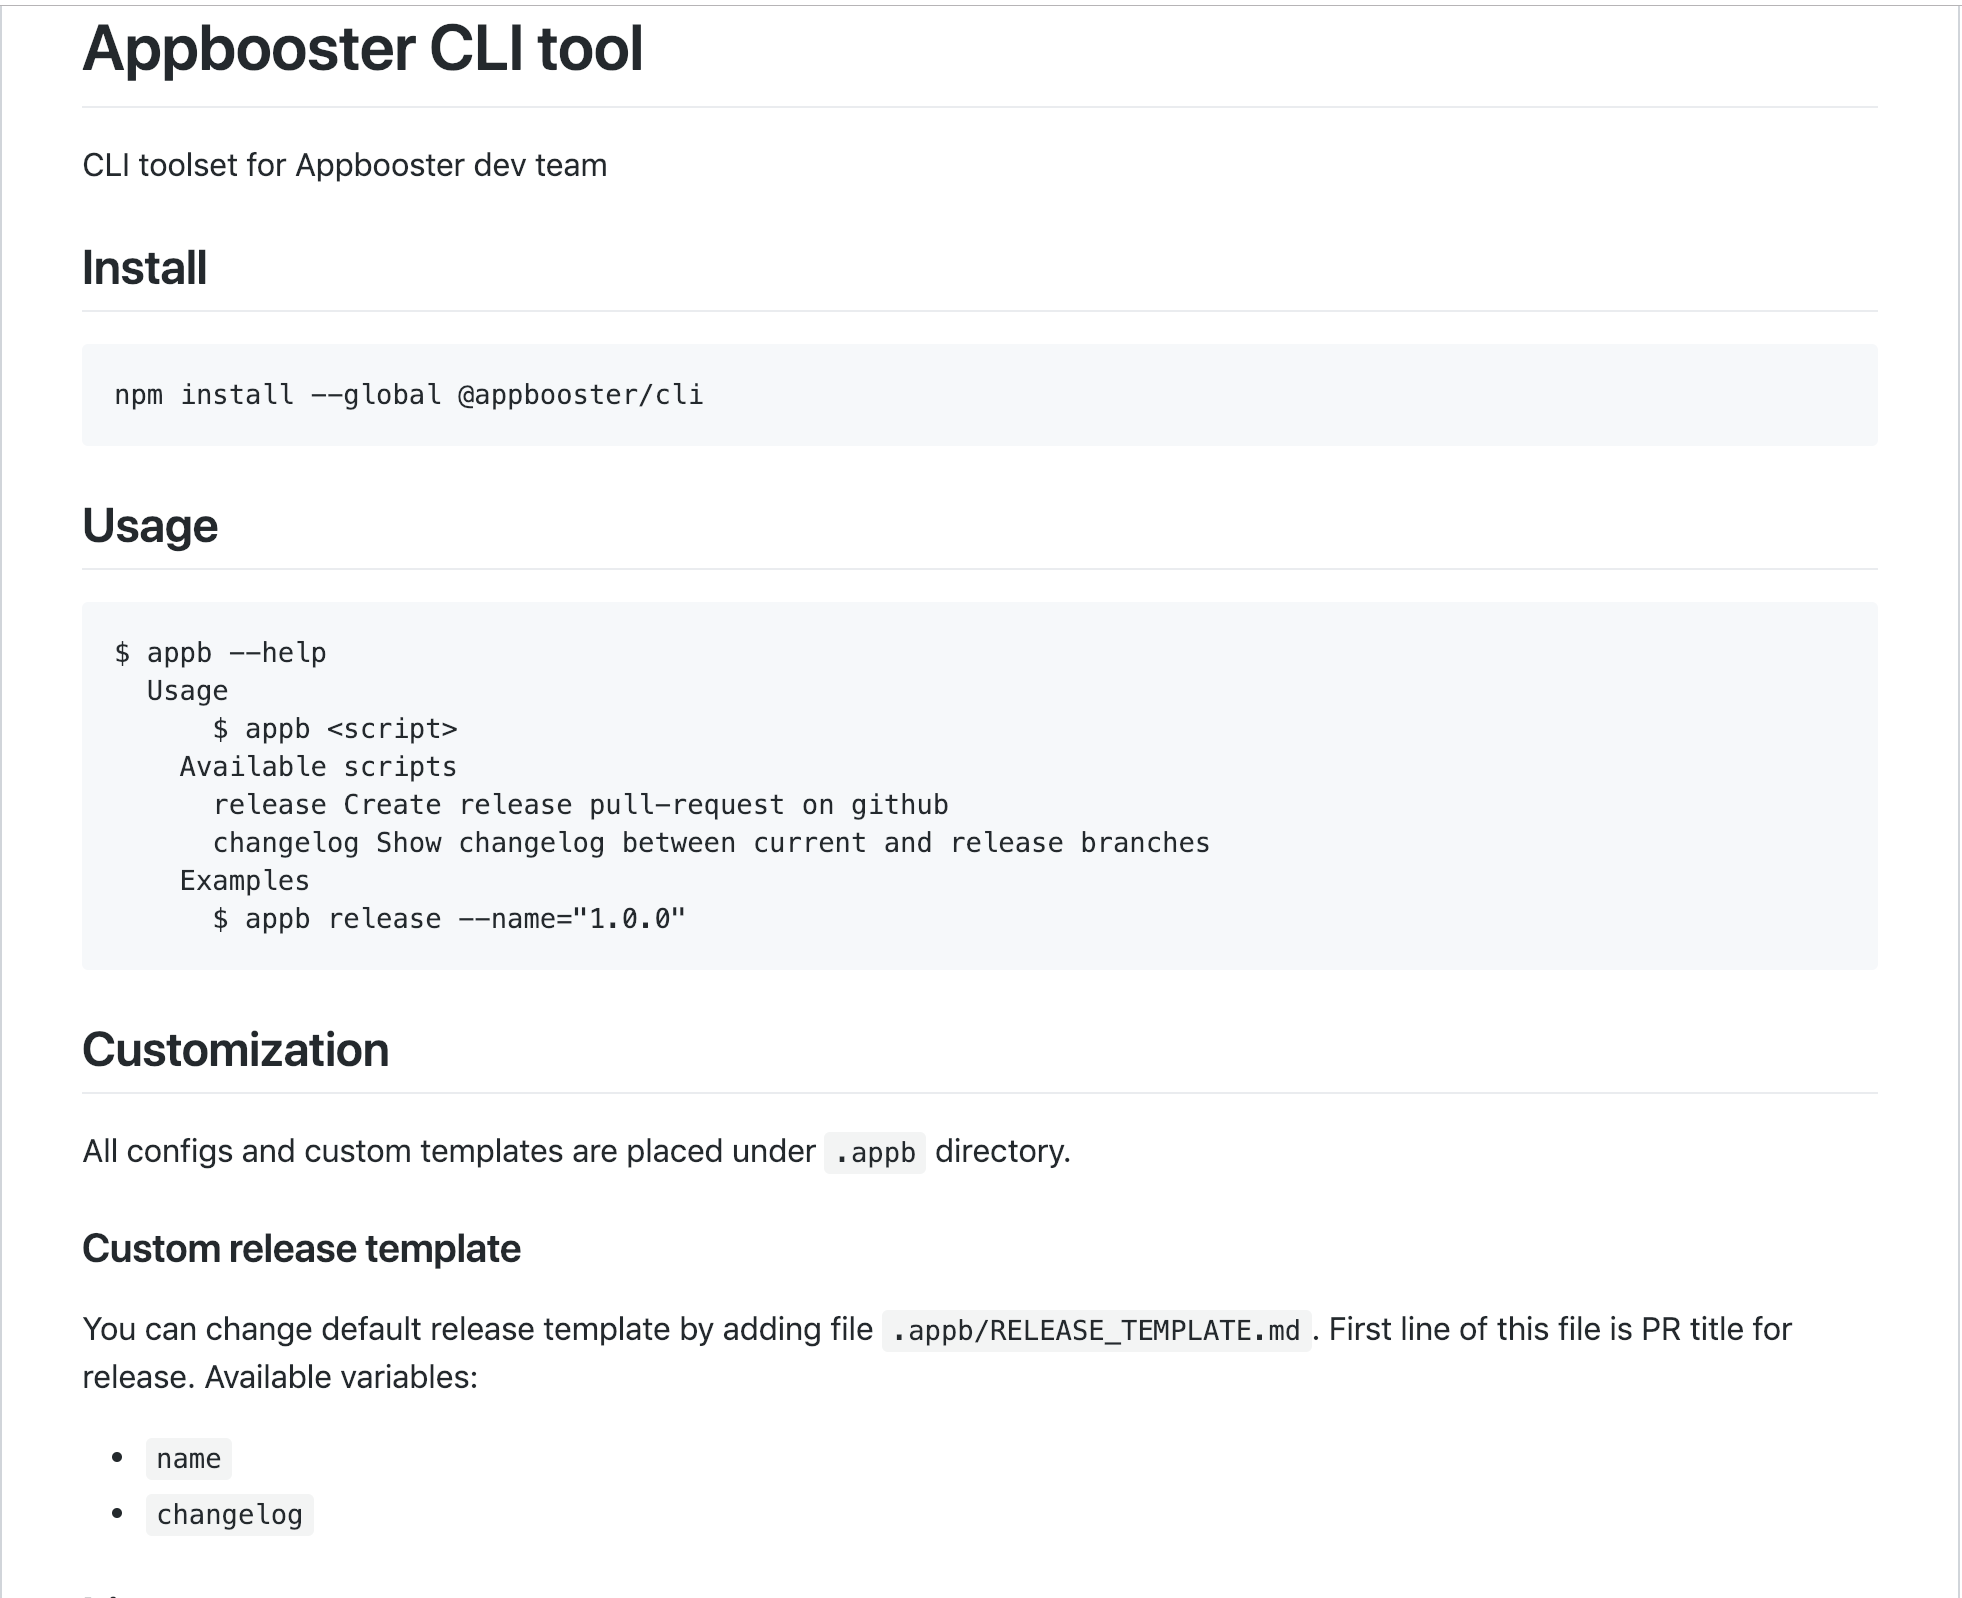 Appbooster CLI tool
CLI toolset for Appbooster dev team
Install
npm install --global @appbooster/cli
Usage
$ appb --help
Usage
$ appb <script>
Available scripts
release Create release pull-request on github
changelog Show changelog between current and release branches
Examples
$ appb release --name="1.0.0"
Customization
All configs and custom templates are placed under .appb directory.
Custom release template
You can change default release template by adding file .appb/RELEASE_TEMPLATE.md. First line of this file is PR title for
release. Available variables:
• name
• changelog